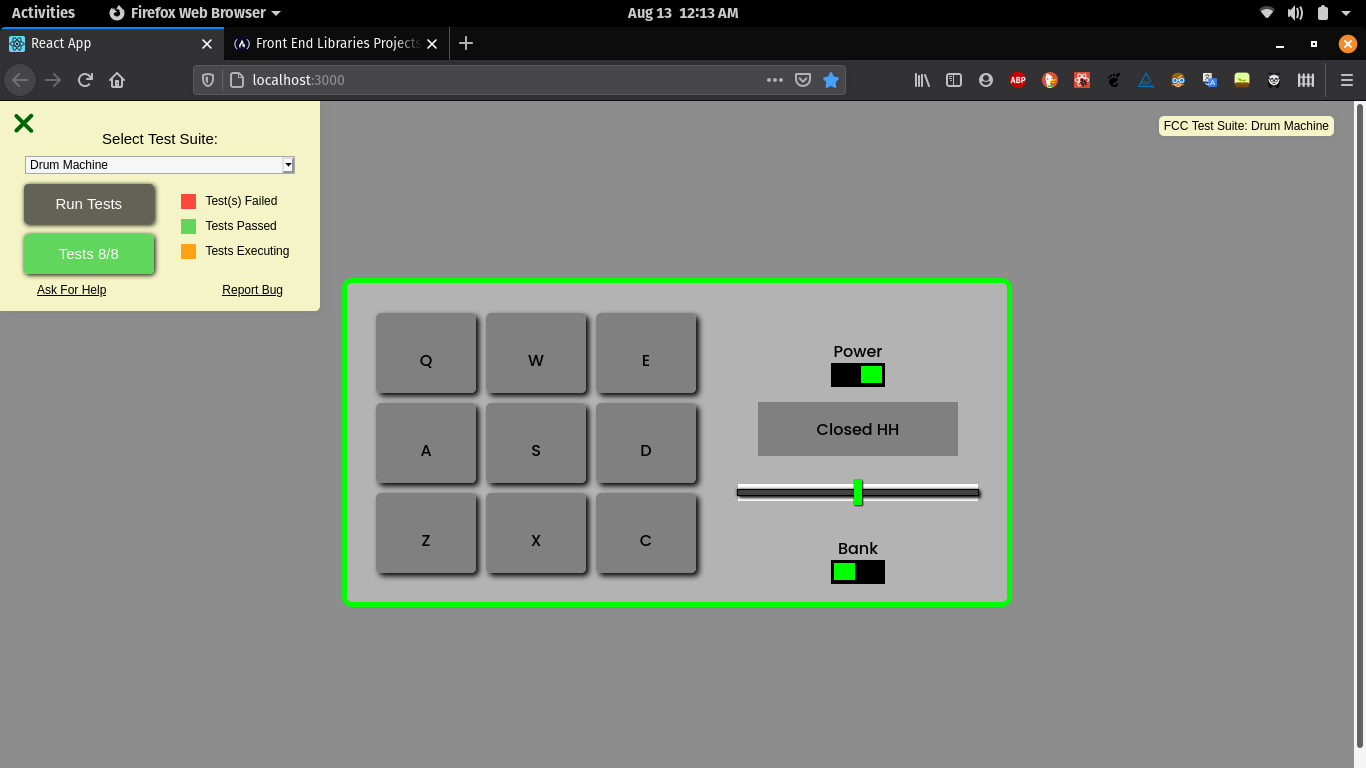 Activities Firefox Web Browser Aug 13 12:13 AM
React App Front End Libraries Projects
localhost:3000 ABP
FCC Test Suite: Drum Machine
Select Test Suite:
Drum Machine
Run Tests
Tests 8/8
Test(s) Failed
Tests Passed
Tests Executing
Ask For Help Report Bug
Q W E
A S D
Z X C
Power
Closed HH
Bank